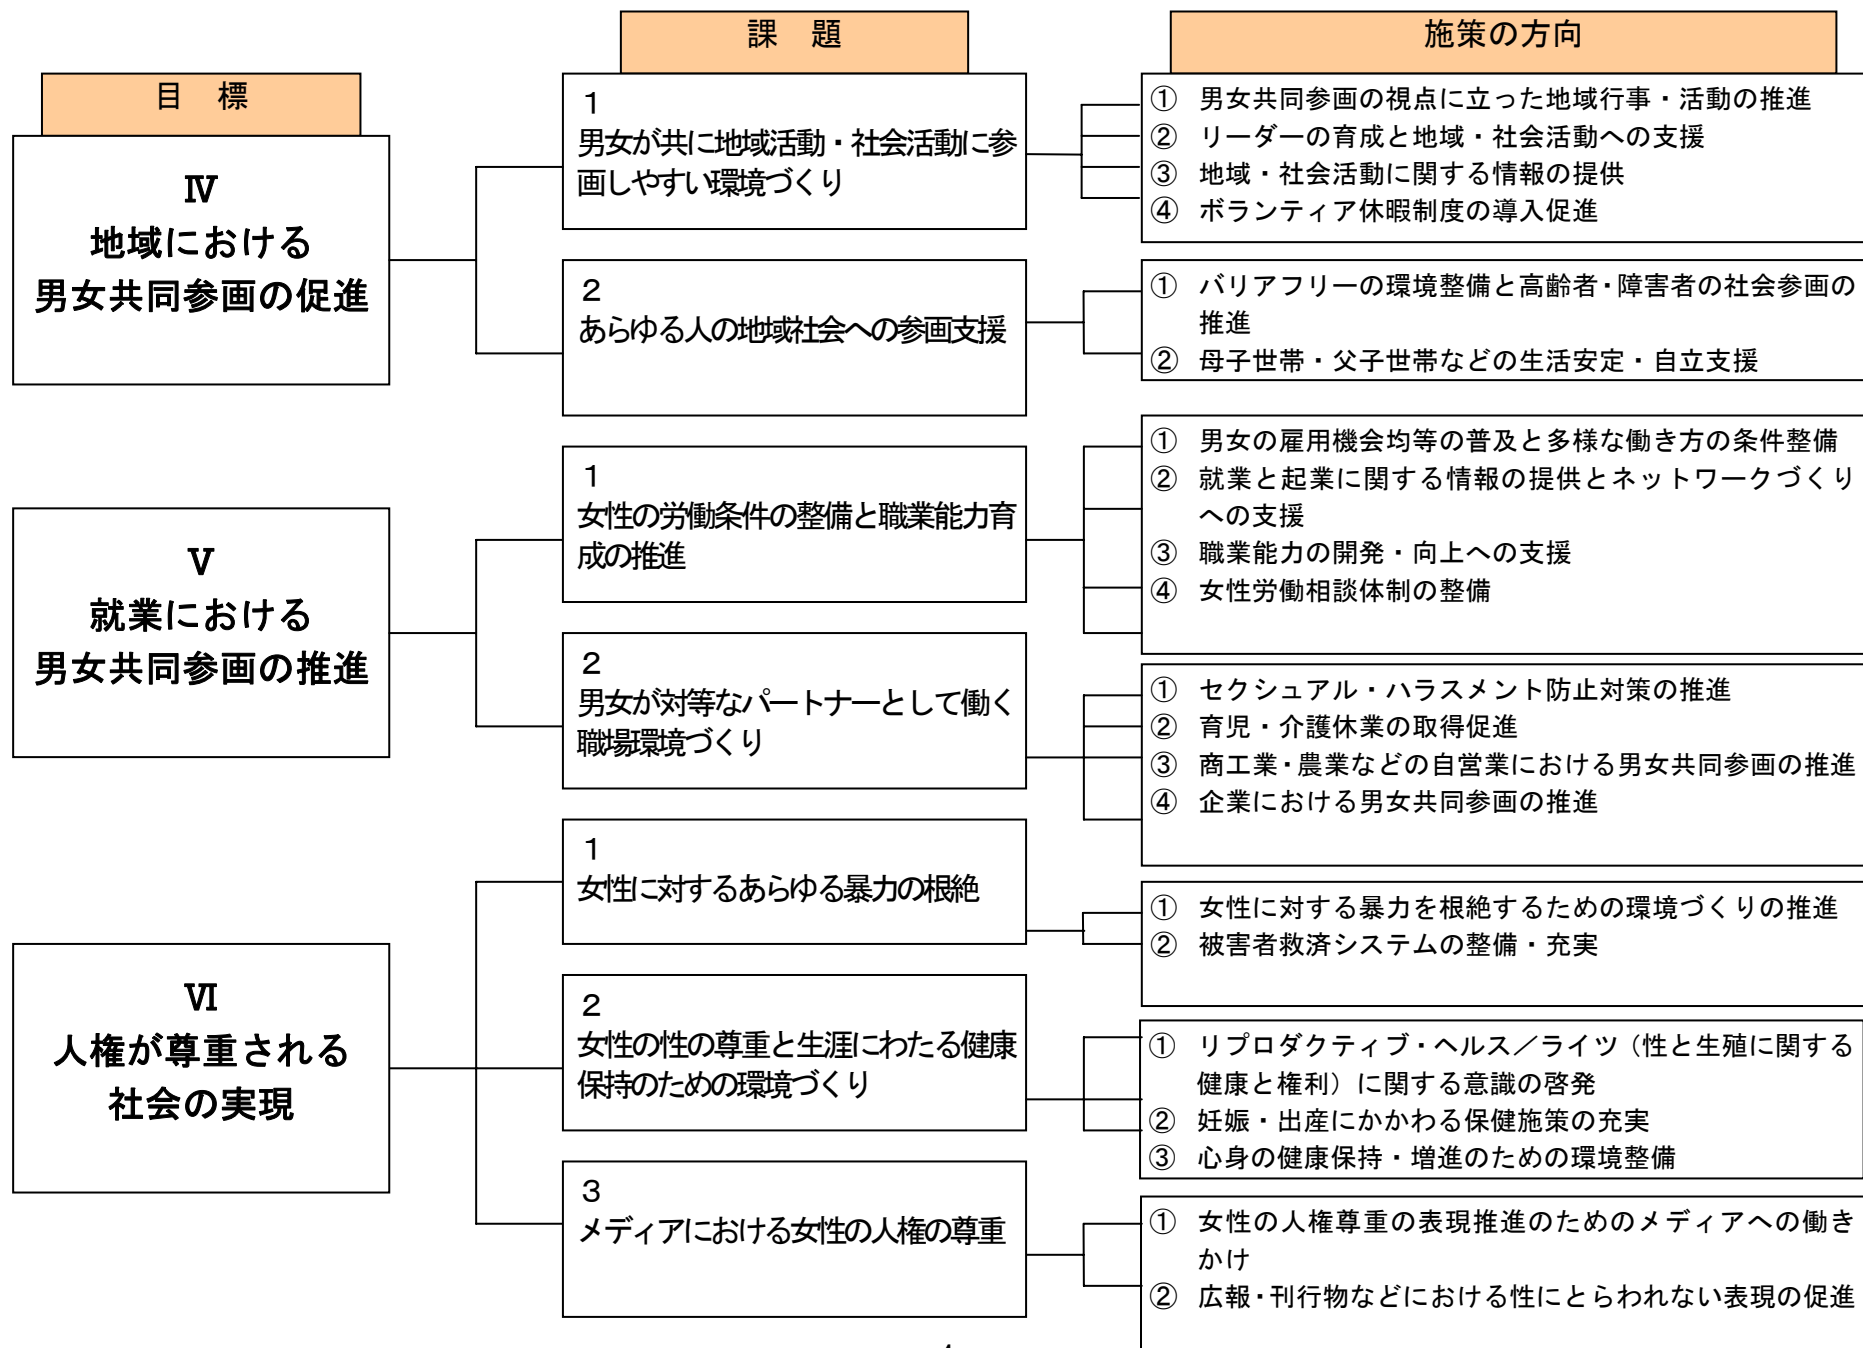 課　題
施策の方向
目　標
Ⅳ
地域における
男女共同参画の促進
1
男女が共に地域活動・社会活動に参
画しやすい環境づくり
① 男女共同参画の視点に立った地域行事・活動の推進
② リーダーの育成と地域・社会活動への支援
③ 地域・社会活動に関する情報の提供
④ ボランティア休暇制度の導入促進
2
あらゆる人の地域社会への参画支援
① バリアフリーの環境整備と高齢者・障害者の社会参画の
推進
② 母子世帯・父子世帯などの生活安定・自立支援
Ⅴ
就業における
男女共同参画の推進
1
女性の労働条件の整備と職業能力育
成の推進
① 男女の雇用機会均等の普及と多様な働き方の条件整備
② 就業と起業に関する情報の提供とネットワークづくり
への支援
③ 職業能力の開発・向上への支援
④ 女性労働相談体制の整備
2
男女が対等なパートナーとして働く
職場環境づくり
① セクシュアル・ハラスメント防止対策の推進
② 育児・介護休業の取得促進
③ 商工業・農業などの自営業における男女共同参画の推進
④ 企業における男女共同参画の推進
Ⅵ
人権が尊重される
社会の実現
1
女性に対するあらゆる暴力の根絶
① 女性に対する暴力を根絶するための環境づくりの推進
② 被害者救済システムの整備・充実
2
女性の性の尊重と生涯にわたる健康
保持のための環境づくり
① リプロダクティブ・ヘルス／ライツ（性と生殖に関する
健康と権利）に関する意識の啓発
② 妊娠・出産にかかわる保健施策の充実
③ 心身の健康保持・増進のための環境整備
3
メディアにおける女性の人権の尊重
① 女性の人権尊重の表現推進のためのメディアへの働き
かけ
② 広報・刊行物などにおける性にとらわれない表現の促進